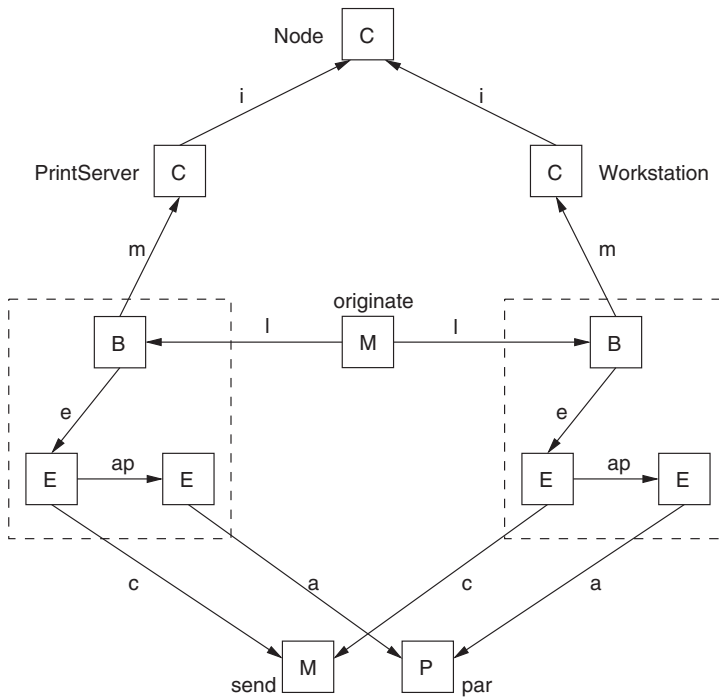 Node C
i i
PrintServer C C Workstation
m m
originate
B l M l B
e e
E ap E E ap E
c a c a
send M P par